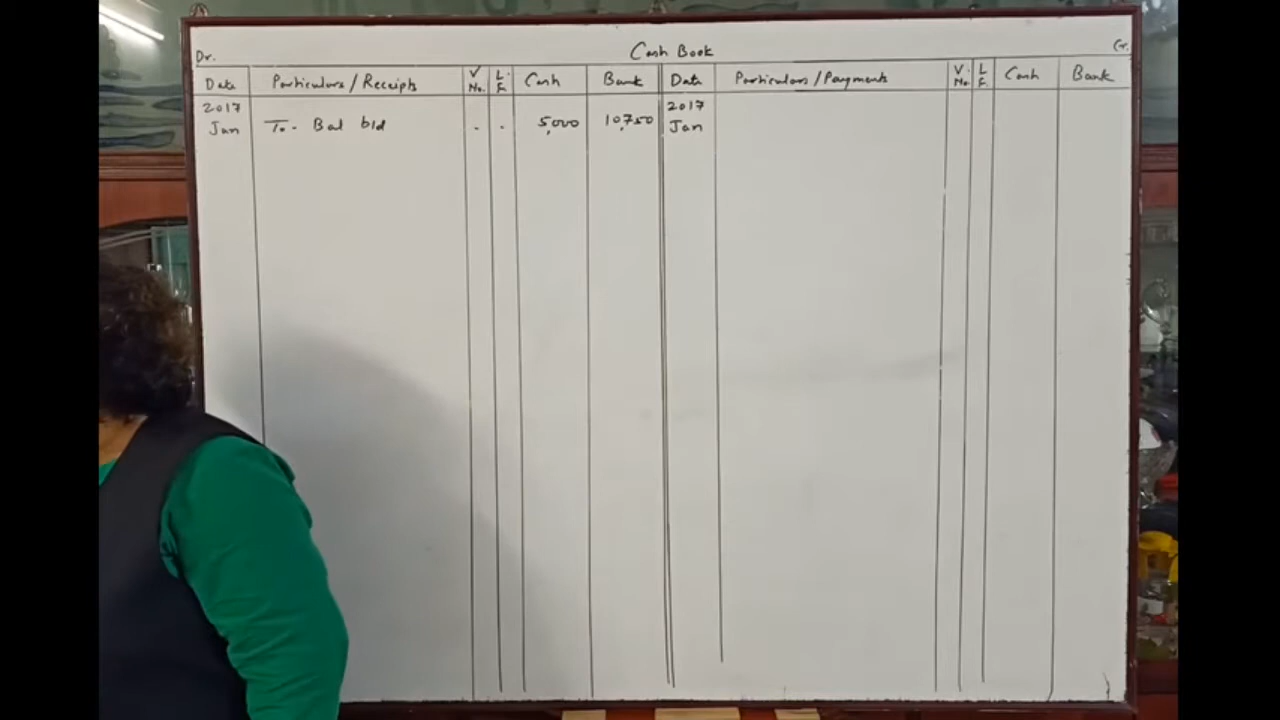 Cash Book
Dr. Cr.
Date Particulars/Receipts V. No. L. F. Cash Bank Date Particulars/Payments V. No. L F. Cash Bank
2017 2017
Jan To - Bal b/d . . 5,000 10,750 Jan